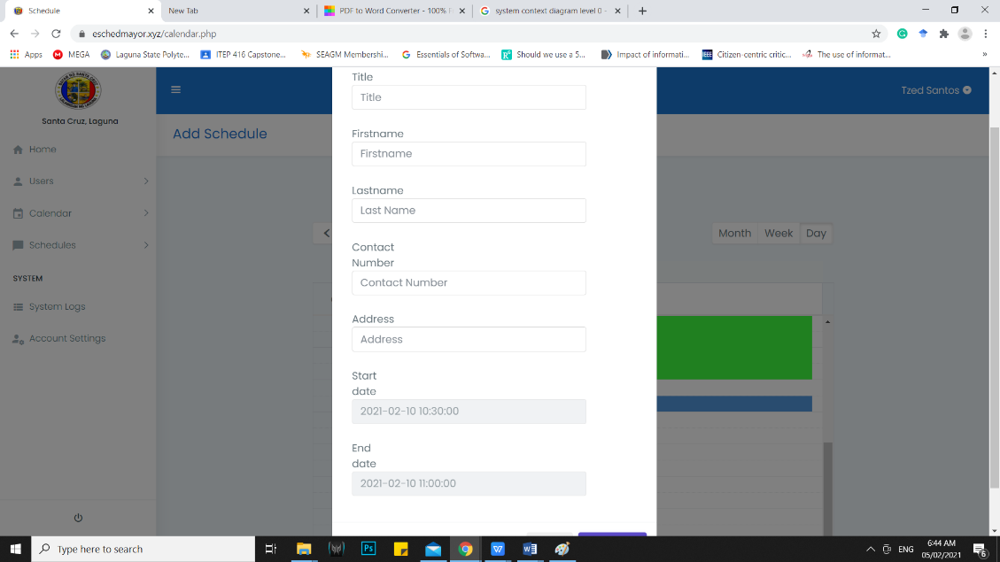 Schedule
New Tab
PDF to Word Converter - 100% F
system context diagram level 0 -
eschedmayor.xyz/calendar.php
Apps
MEGA
Laguna State Polyte...
ITEP 416 Capstone...
SEAGM Membershi...
Essentials of Softwa...
Should we use a 5...
Impact of informati...
Citizen-centric critic...
The use of informat...
»
Santa Cruz, Laguna
Home
Users
Calendar
Schedules
SYSTEM
System Logs
Account Settings
Tzed Santos
Add Schedule
Month
Week
Day
Title
Title
Firstname
Firstname
Lastname
Last Name
Contact
Number
Contact Number
Address
Address
Start
date
2021-02-10 10:30:00
End
date
2021-02-10 11:00:00
Type here to search
Ps
ENG
6:44 AM
05/02/2021
6